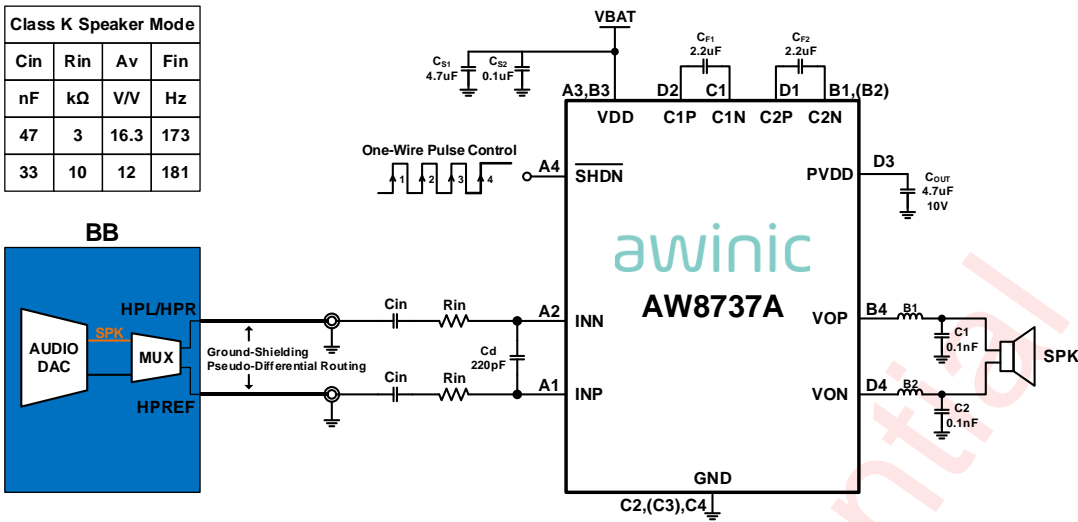 Class K Speaker Mode
Cin Rin Av Fin
nF kΩ V/V Hz
47 3 16.3 173
33 10 12 181
VBAT
CS1
4.7uF
CS2
0.1uF
CF1
2.2uF
CF2
2.2uF
A3,B3 D2 C1 D1 B1,(B2)
VDD C1P C1N C2P C2N
One-Wire Pulse Control
1 2 3 4
A4
SHDN
PVDD
D3
COUT
4.7uF
10V
awinic
AW8737A
BB
AUDIO
DAC
SPK
MUX
HPL/HPR
HPREF
Ground-Shielding
Pseudo-Differential Routing
Cin Rin
Cin Rin
Cd
220pF
A2
INN
A1
INP
VOP
B4
B1
C1
0.1nF
SPK
VON
D4
B2
C2
0.1nF
GND
C2,(C3),C4
ntial